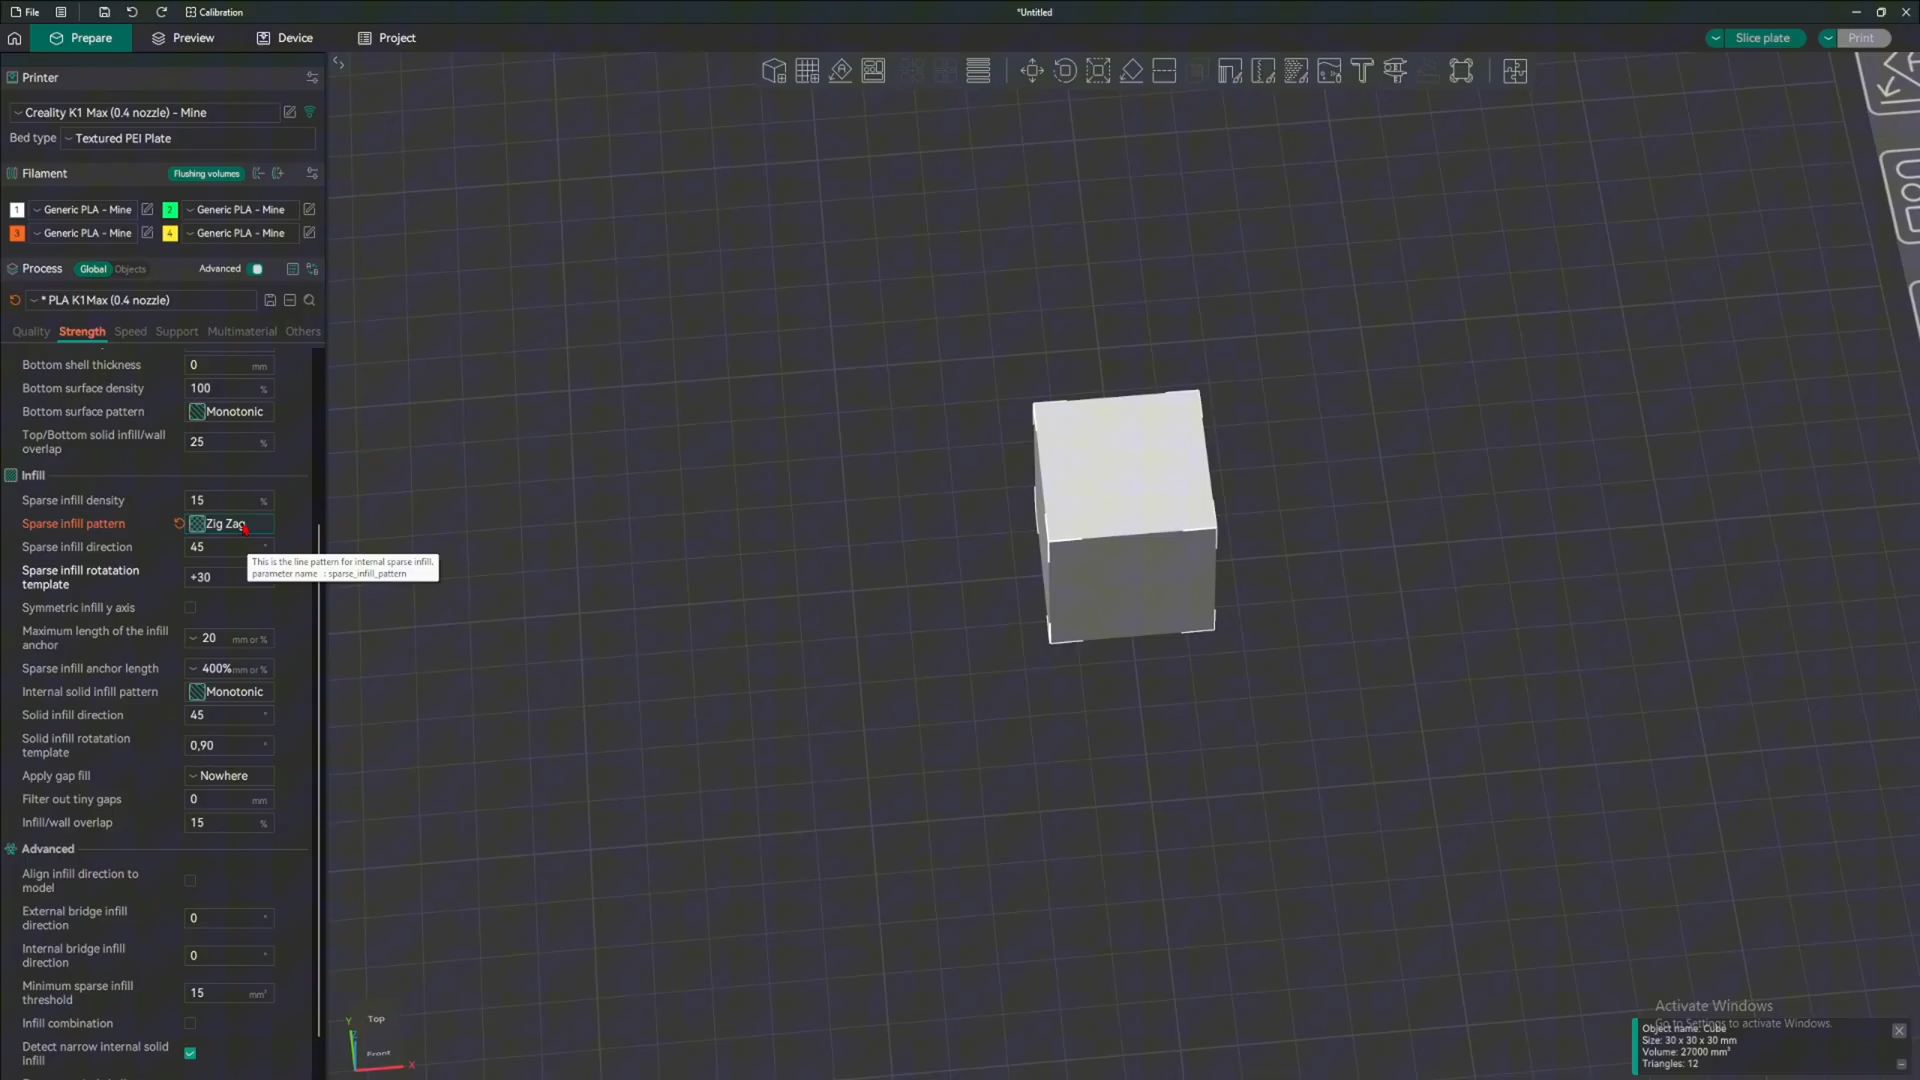 File
Calibration
*Untitled
Prepare
Preview
Device
Project
Slice plate
Print
Printer
Creality K1 Max (0.4 nozzle) - Mine
Bed type
Textured PEI Plate
Filament
Flushing volumes
1 Generic PLA - Mine
2 Generic PLA - Mine
3 Generic PLA - Mine
4 Generic PLA - Mine
Process
Global Objects
Advanced
* PLA K1Max (0.4 nozzle)
Quality Strength Speed Support Multimaterial Others
Bottom shell thickness 0 mm
Bottom surface density 100 %
Bottom surface pattern Monotonic
Top/Bottom solid infill/wall
overlap 25 %
Infill
Sparse infill density 15 %
Sparse infill pattern Zig Zag
Sparse infill direction 45 °
This is the line pattern for internal sparse infill.
parameter name : sparse_infill_pattern
Sparse infill rotatation
template +30
Symmetric infill y axis
Maximum length of the infill
anchor 20 mm or %
Sparse infill anchor length 400% mm or %
Internal solid infill pattern Monotonic
Solid infill direction 45 °
Solid infill rotatation
template 0,90 °
Apply gap fill Nowhere
Filter out tiny gaps 0 mm
Infill/wall overlap 15 %
Advanced
Align infill direction to
model
External bridge infill
direction 0 °
Internal bridge infill
direction 0 °
Minimum sparse infill
threshold 15 mm²
Infill combination
Detect narrow internal solid
infill
Y
Top
Front
X
Activate Windows
Go to Settings to activate Windows.
Object name: Cube
Size: 30 x 30 x 30 mm
Volume: 27000 mm³
Triangles: 12